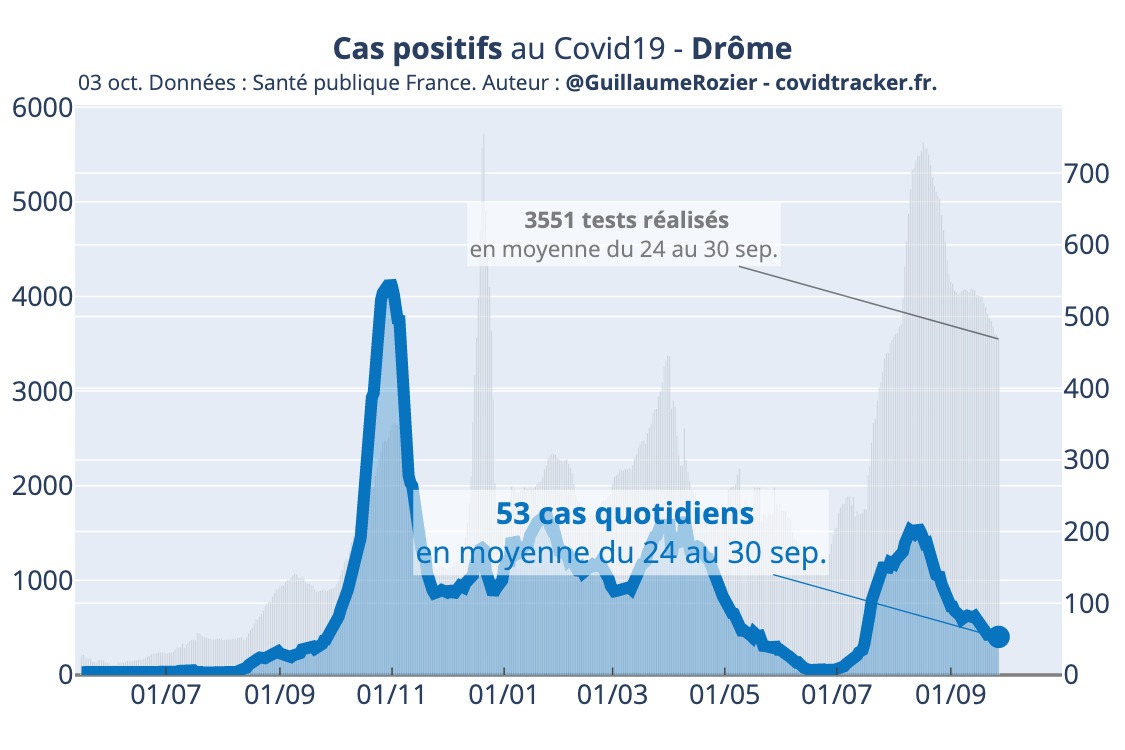 Cas positifs au Covid19 - Drôme
03 oct. Données : Santé publique France. Auteur : @GuillaumeRozier - covidtracker.fr.
6000
5000
4000
3000
2000
1000
0
700
600
500
400
300
200
100
0
3551 tests réalisés
en moyenne du 24 au 30 sep.
53 cas quotidiens
en moyenne du 24 au 30 sep.
01/07 01/09 01/11 01/01 01/03 01/05 01/07 01/09